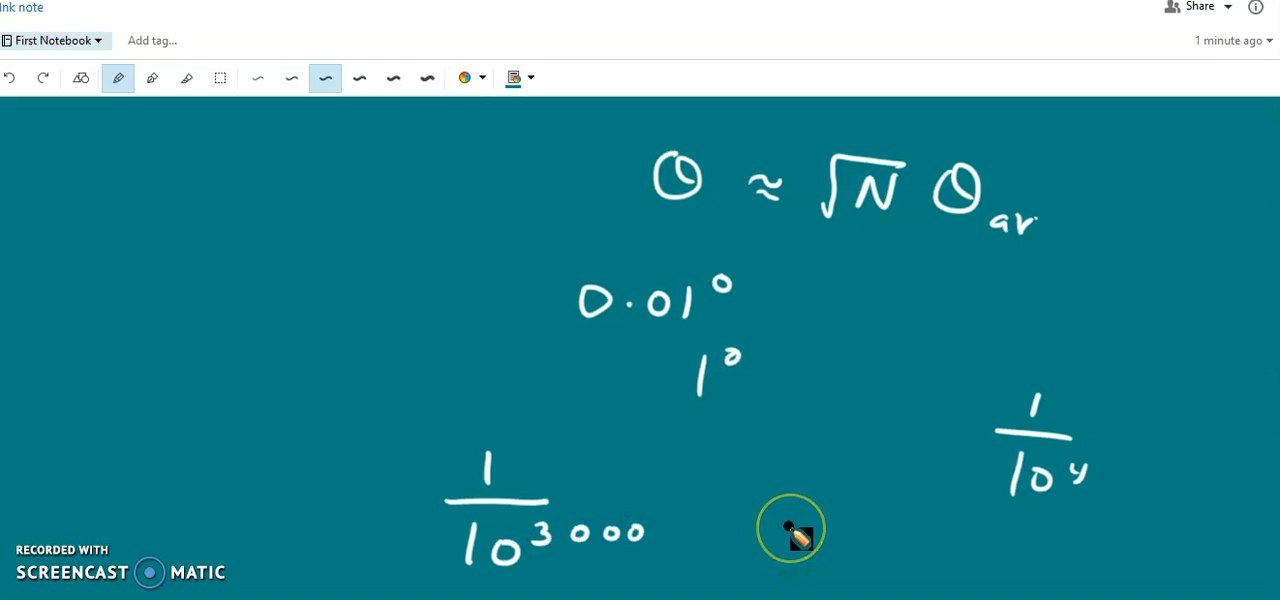 Ink note
Share
First Notebook
Add tag...
1 minute ago
θ ≈ √N θav
0.01°
1°
1
10⁴
1
10³⁰⁰⁰
RECORDED WITH
SCREENCAST MATIC